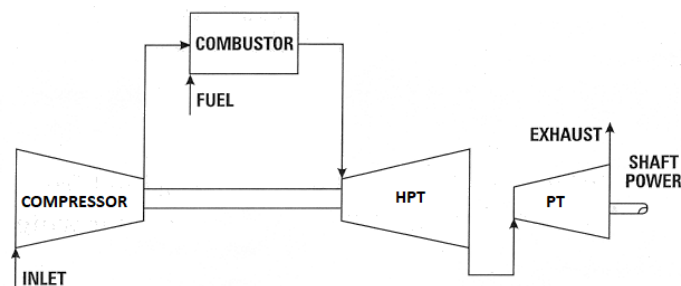 COMBUSTOR
FUEL
EXHAUST
SHAFT
POWER
COMPRESSOR
HPT
PT
INLET